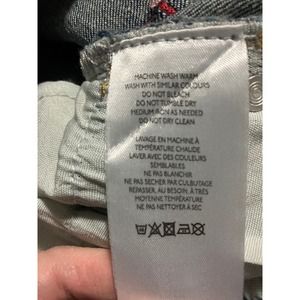 MACHINE WASH WARM
WASH WITH SIMILAR COLOURS
DO NOT BLEACH
DO NOT TUMBLE DRY
MEDIUM IRON AS NEEDED
DO NOT DRY CLEAN
LAVAGE EN MACHINE À
TEMPÉRATURE CHAUDE
LAVER AVEC DES COULEURS
SEMBLABLES
NE PAS BLANCHIR
NE PAS SECHER PAR CULBUTAGE
REPASSER, AU BESOIN, À TRÈS
MOYENNE TEMPÉRATURE
NE PAS NETTOYER À SEC